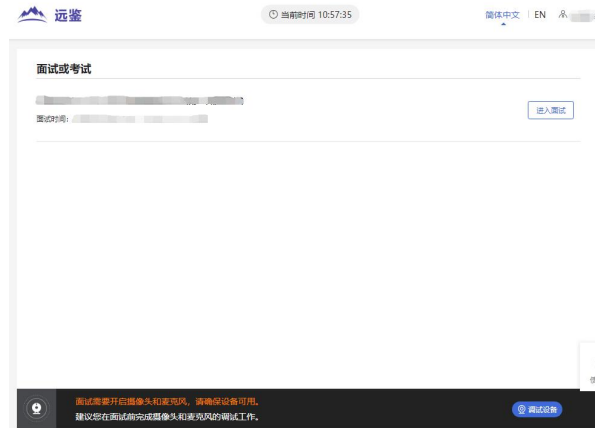 远鉴
当前时间 10:57:35
简体中文 EN
面试或考试
进入面试
面试时间:
面试需要开启摄像头和麦克风，请确保设备可用。
建议您在面试前完成摄像头和麦克风的调试工作。
调试设备